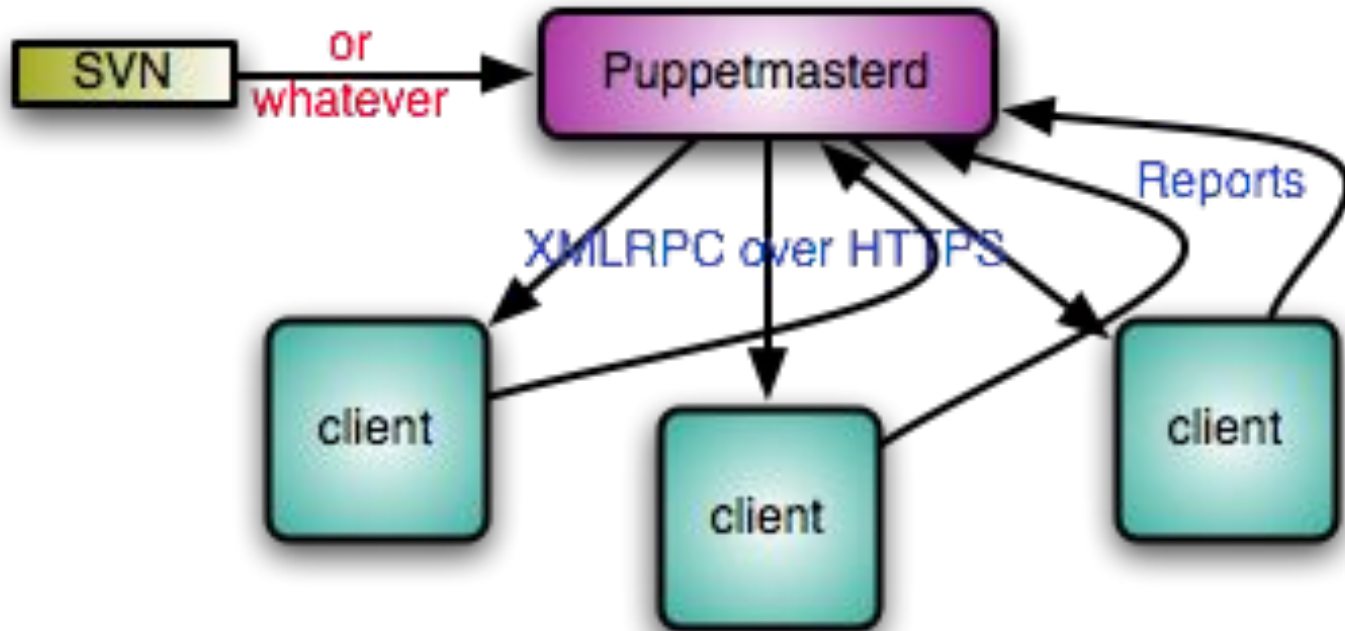 SVN
or
whatever
Puppetmasterd
Reports
XMLRPC over HTTPS
client
client
client